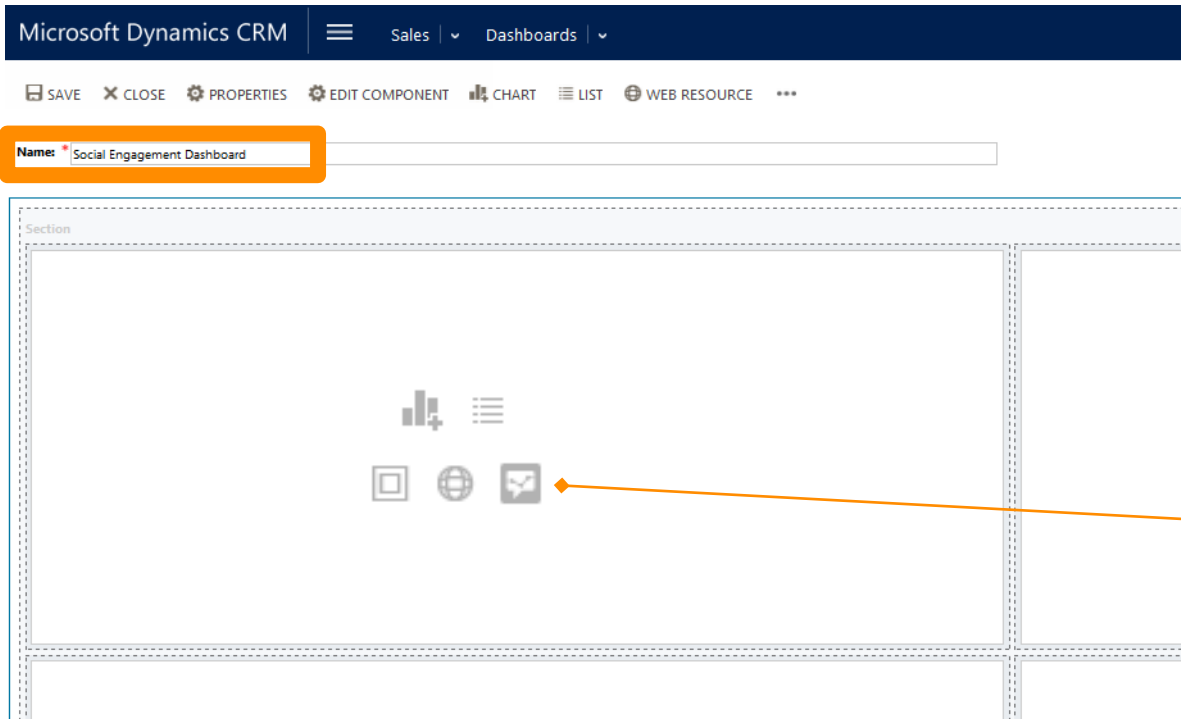 Microsoft Dynamics CRM Sales Dashboards
SAVE CLOSE PROPERTIES EDIT COMPONENT CHART LIST WEB RESOURCE •••
Name: * Social Engagement Dashboard
Section